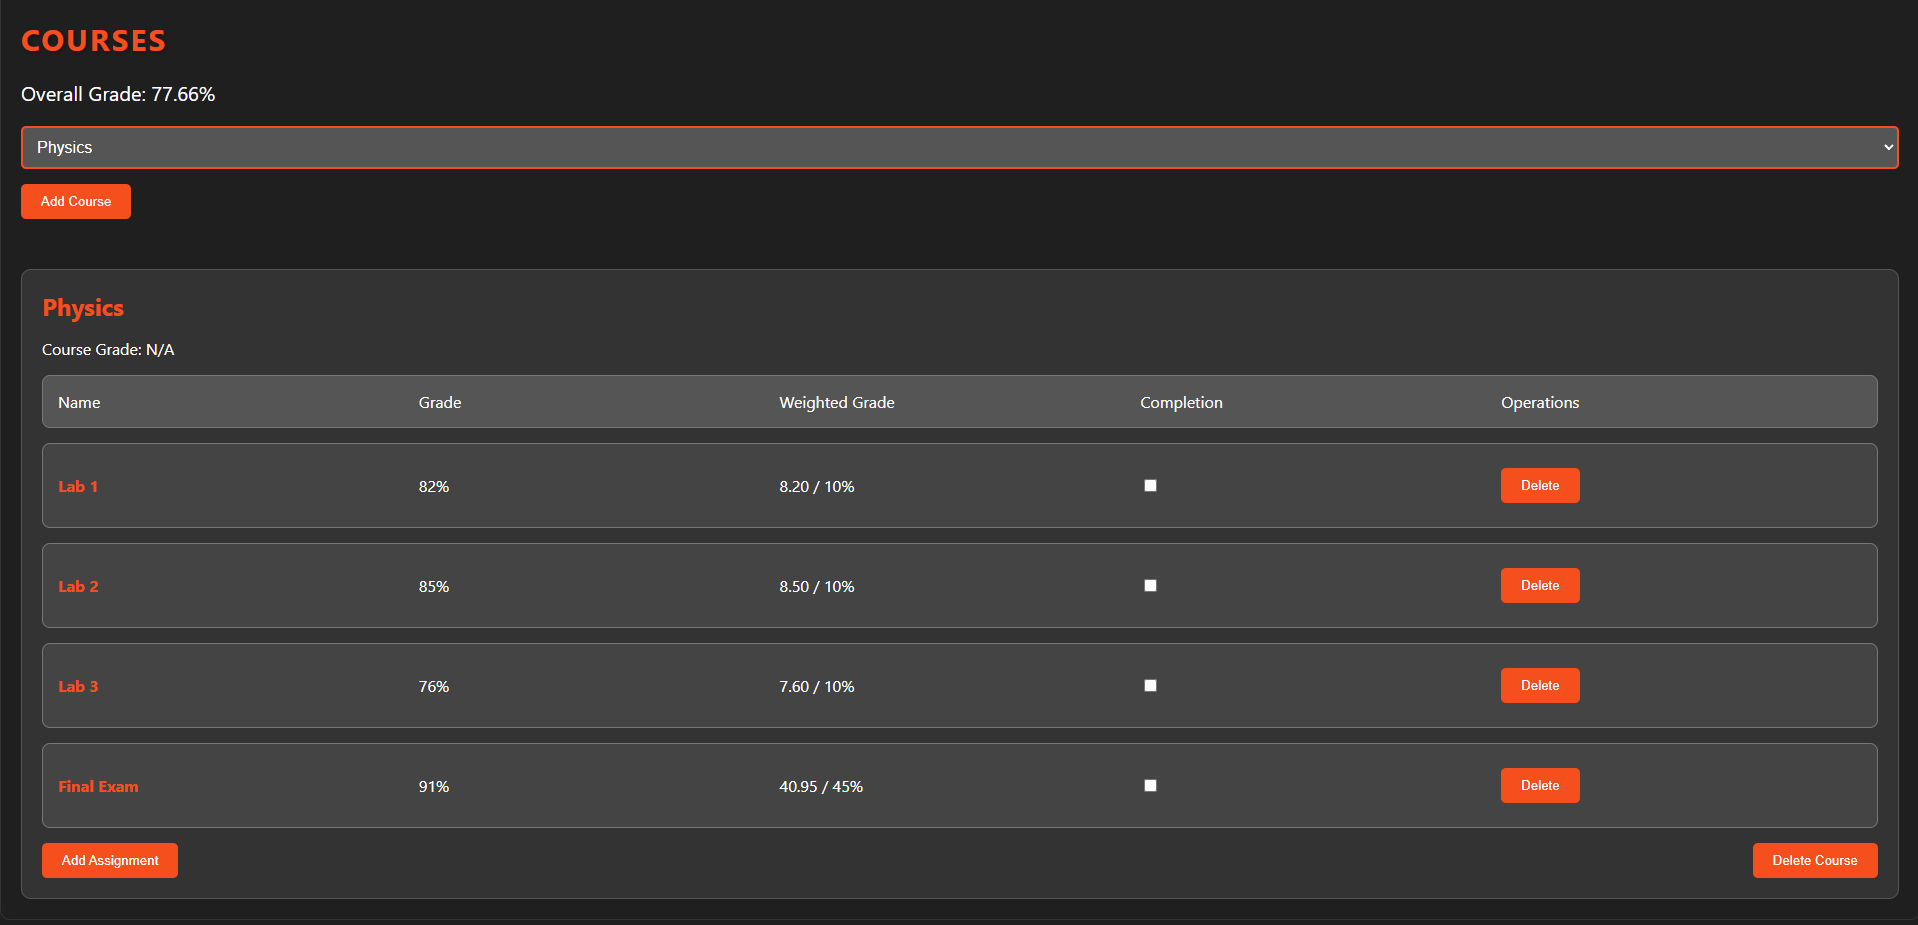 COURSES
Overall Grade: 77.66%
Physics
Add Course
Physics
Course Grade: N/A
Name Grade Weighted Grade Completion Operations
Lab 1 82% 8.20 / 10% Delete
Lab 2 85% 8.50 / 10% Delete
Lab 3 76% 7.60 / 10% Delete
Final Exam 91% 40.95 / 45% Delete
Add Assignment Delete Course